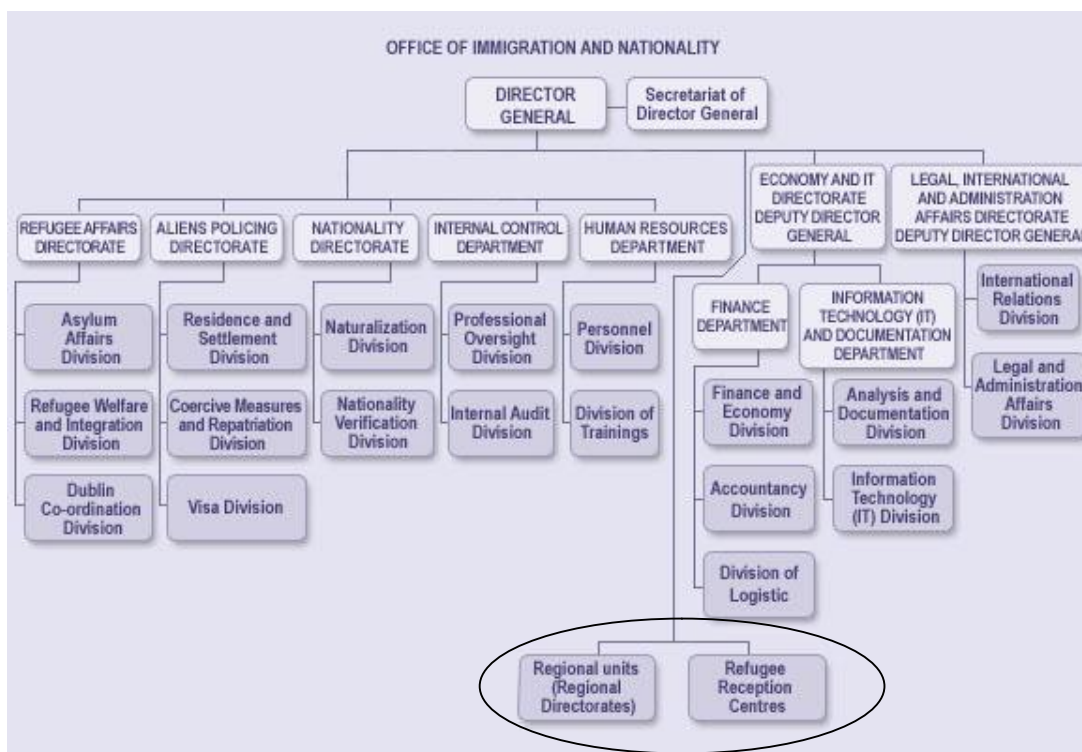 OFFICE OF IMMIGRATION AND NATIONALITY
DIRECTOR
GENERAL
Secretariat of
Director General
REFUGEE AFFAIRS
DIRECTORATE
ALIENS POLICING
DIRECTORATE
NATIONALITY
DIRECTORATE
INTERNAL CONTROL
DEPARTMENT
HUMAN RESOURCES
DEPARTMENT
ECONOMY AND IT
DIRECTORATE
DEPUTY DIRECTOR
GENERAL
LEGAL, INTERNATIONAL
AND ADMINISTRATION
AFFAIRS DIRECTORATE
DEPUTY DIRECTOR GENERAL
Asylum
Affairs
Division
Refugee Welfare
and Integration
Division
Dublin
Co-ordination
Division
Residence and
Settlement
Division
Coercive Measures
and Repatriation
Division
Visa Division
Naturalization
Division
Nationality
Verification
Division
Professional
Oversight
Division
Internal Audit
Division
Personnel
Division
Division of
Trainings
FINANCE
DEPARTMENT
INFORMATION
TECHNOLOGY (IT)
AND DOCUMENTATION
DEPARTMENT
Finance and
Economy
Division
Accountancy
Division
Division of
Logistic
Analysis and
Documentation
Division
Information
Technology
(IT) Division
International
Relations
Division
Legal and
Administration
Affairs
Division
Regional units
(Regional
Directorates)
Refugee
Reception
Centres